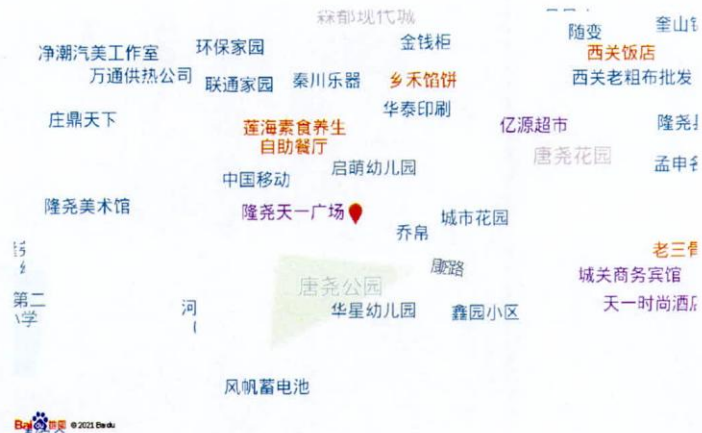 森都现代城
随变
奎山
金钱柜
净潮汽美工作室
环保家园
西关饭店
万通供热公司
联通家园
秦川乐器
乡禾馅饼
西关老粗布批发
华泰印刷
庄鼎天下
莲海素食养生
自助餐厅
亿源超市
隆尧
唐尧花园
启萌幼儿园
孟申
中国移动
隆尧美术馆
隆尧天一广场
城市花园
乔帛
老三
城关商务宾馆
唐尧公园
第二
小学
河
华星幼儿园
鑫园小区
天一时尚酒店
风帆蓄电池
Bai du 地图 © 2021 Baidu